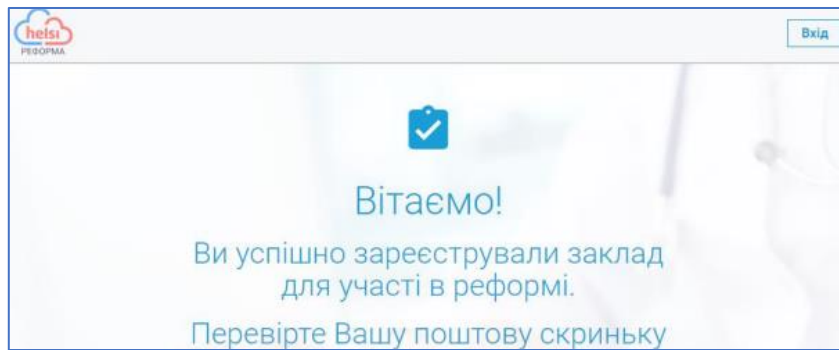 helsi
РЕФОРМА
Вхід
Вітаємо!
Ви успішно зареєстрували заклад
для участі в реформі.
Перевірте Вашу поштову скриньку